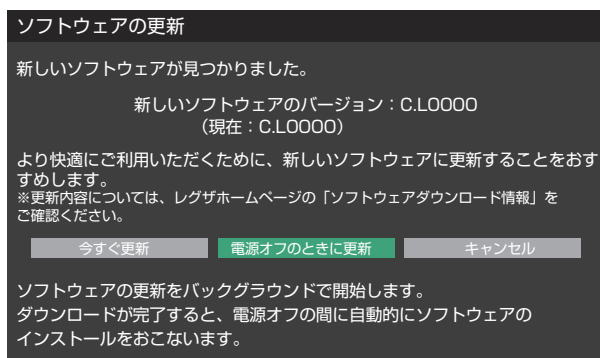 ソフトウェアの更新
新しいソフトウェアが見つかりました。
新しいソフトウェアのバージョン：C.L0000
（現在：C.L0000）
より快適にご利用いただくために、新しいソフトウェアに更新することをおす
すめします。
※更新内容については、レグザホームページの「ソフトウェアダウンロード情報」を
ご確認ください。
今すぐ更新 電源オフのときに更新 キャンセル
ソフトウェアの更新をバックグラウンドで開始します。
ダウンロードが完了すると、電源オフの間に自動的にソフトウェアの
インストールをおこないます。